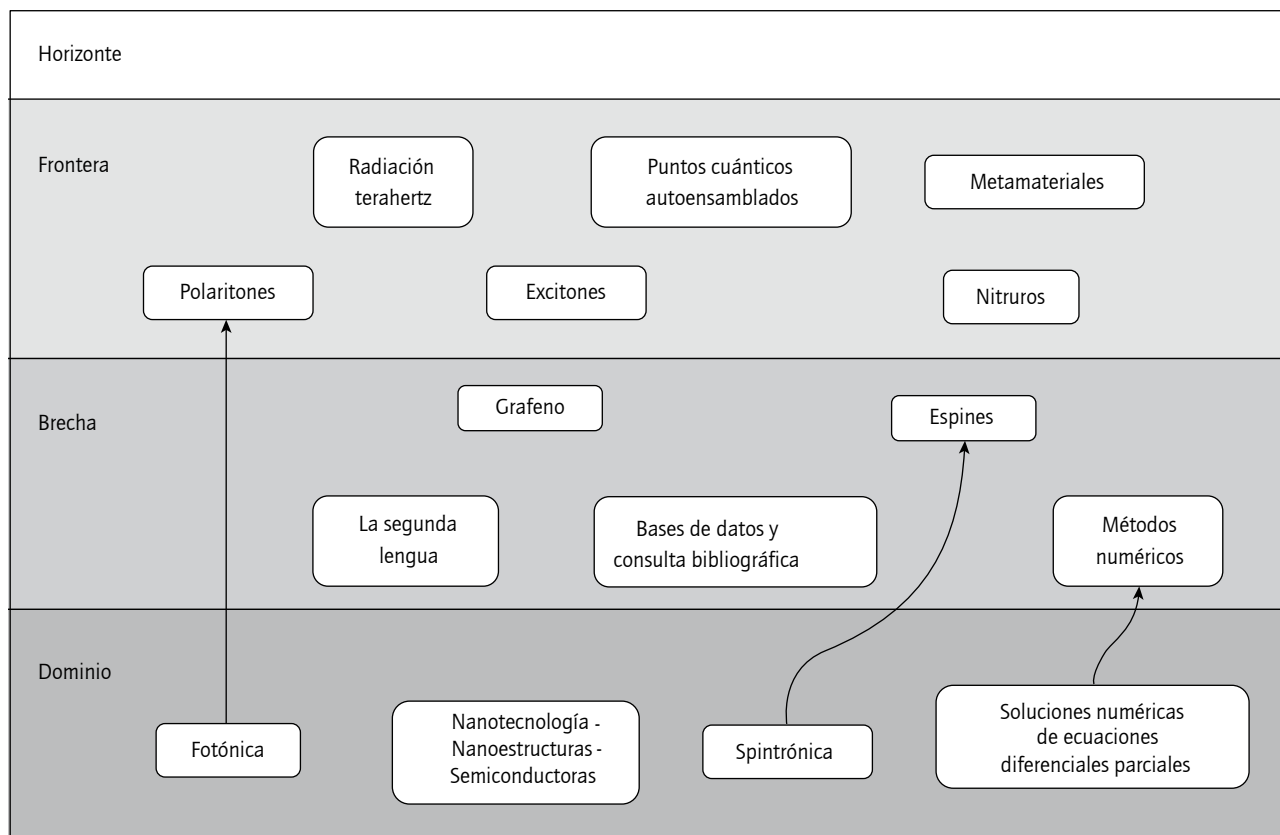 Horizonte
Frontera
Radiación
terahertz
Puntos cuánticos
autoensamblados
Metamateriales
Polaritones
Excitones
Nitruros
Brecha
Grafeno
Espines
La segunda
lengua
Bases de datos y
consulta bibliográfica
Métodos
numéricos
Dominio
Fotónica
Nanotecnología -
Nanoestructuras -
Semiconductoras
Spintrónica
Soluciones numéricas
de ecuaciones
diferenciales parciales